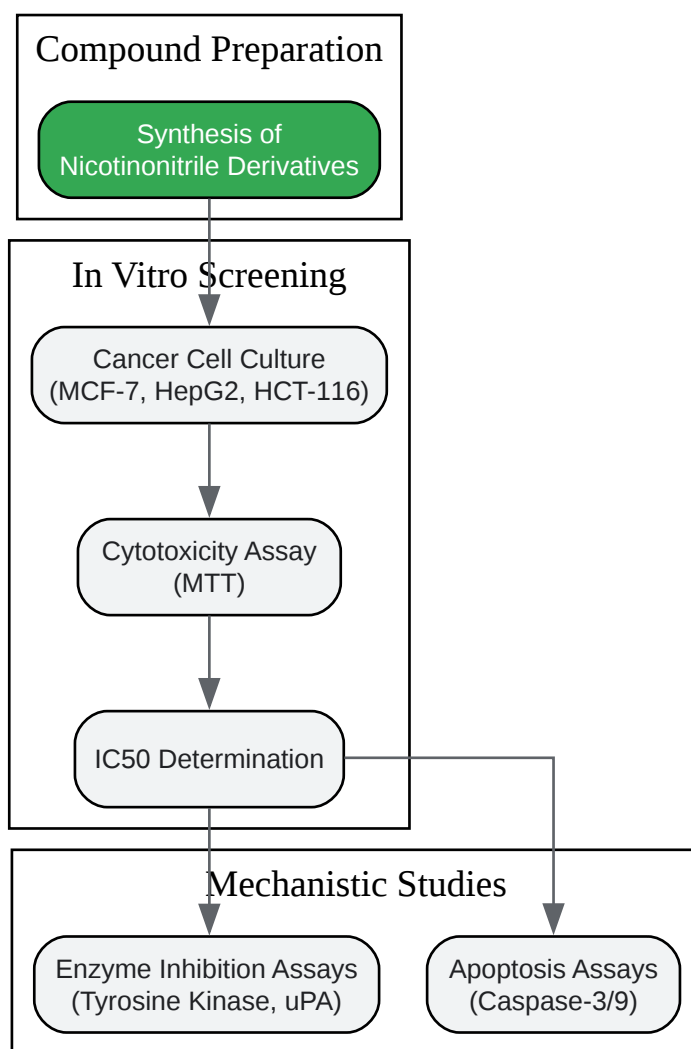 Compound Preparation
Synthesis of
Nicotinonitrile Derivatives
In Vitro Screening
Cancer Cell Culture
(MCF-7, HepG2, HCT-116)
Cytotoxicity Assay
(MTT)
IC50 Determination
Mechanistic Studies
Enzyme Inhibition Assays
(Tyrosine Kinase, uPA)
Apoptosis Assays
(Caspase-3/9)